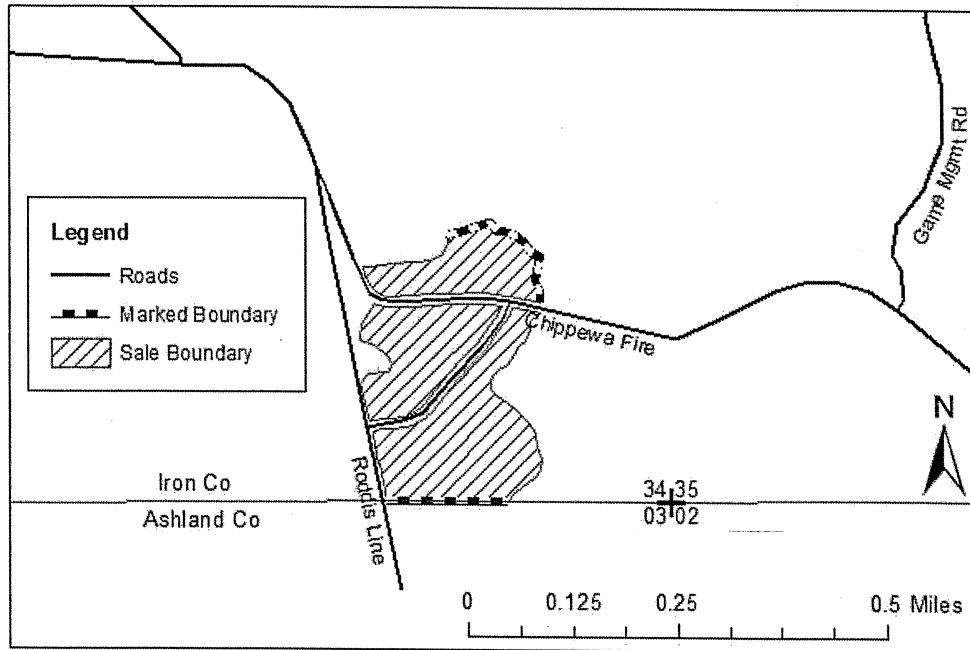 Game Mgmt Rd
Legend
Roads
Marked Boundary
Sale Boundary
Chippewa Fire
N
Roddis Line
Iron Co
Ashland Co
34 35
03 02
0 0.125 0.25 0.5 Miles